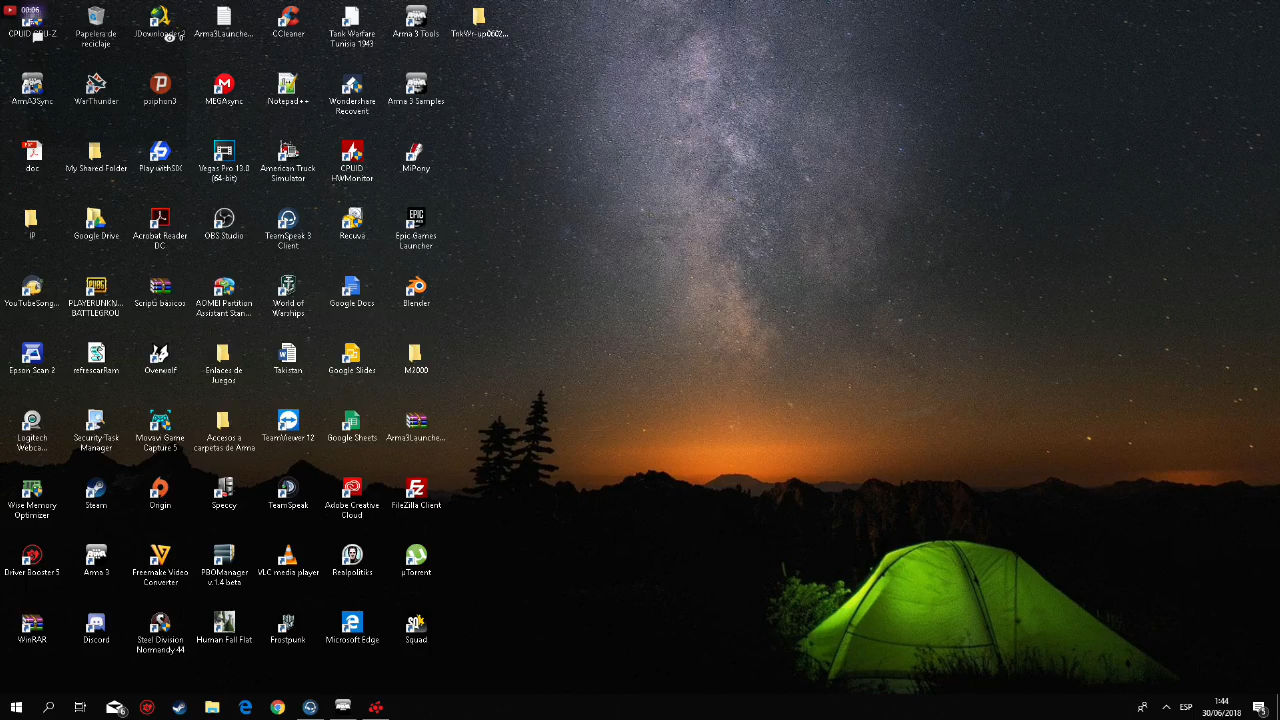 00:06
CPUID CPU-Z
Papelera de
reciclaje
JDownloader 2
0
Arma3Launche...
CCleaner
Tank Warfare
Tunisia 1943
Arma 3 Tools
TnkWr-up0602...
ArmA3Sync
WarThunder
psiphon3
MEGAsync
Notepad++
Wondershare
Recoverit
Arma 3 Samples
doc
My Shared Folder
Play withSIX
Vegas Pro 13.0
(64-bit)
American Truck
Simulator
CPUID
HWMonitor
MiPony
IP
Google Drive
Acrobat Reader
DC
OBS Studio
TeamSpeak 3
Client
Recuva
EPIC
Epic Games
Launcher
YouTubeSong...
PUBG
PLAYERUNKN...
BATTLEGROU...
Scripts basicos
AOMEI Partition
Assistant Stan...
World of
Warships
Google Docs
Blender
Epson Scan 2
refrescarRam
Overwolf
Enlaces de
Juegos
Takistan
Google Slides
M2000
Logitech
Webca...
Security Task
Manager
Movavi Game
Capture 5
Accesos a
carpetas de Arma
TeamViewer 12
Google Sheets
Arma3Launche...
Wise Memory
Optimizer
Steam
Origin
Speccy
TeamSpeak
Adobe Creative
Cloud
FileZilla Client
Driver Booster 5
Arma 3
Freemake Video
Converter
PBOManager
v.1.4 beta
VLC media player
Realpolitiks
µTorrent
WinRAR
Discord
Steel Division
Normandy 44
Human Fall Flat
Frostpunk
Microsoft Edge
Squad
6
ESP
1:44
30/06/2018